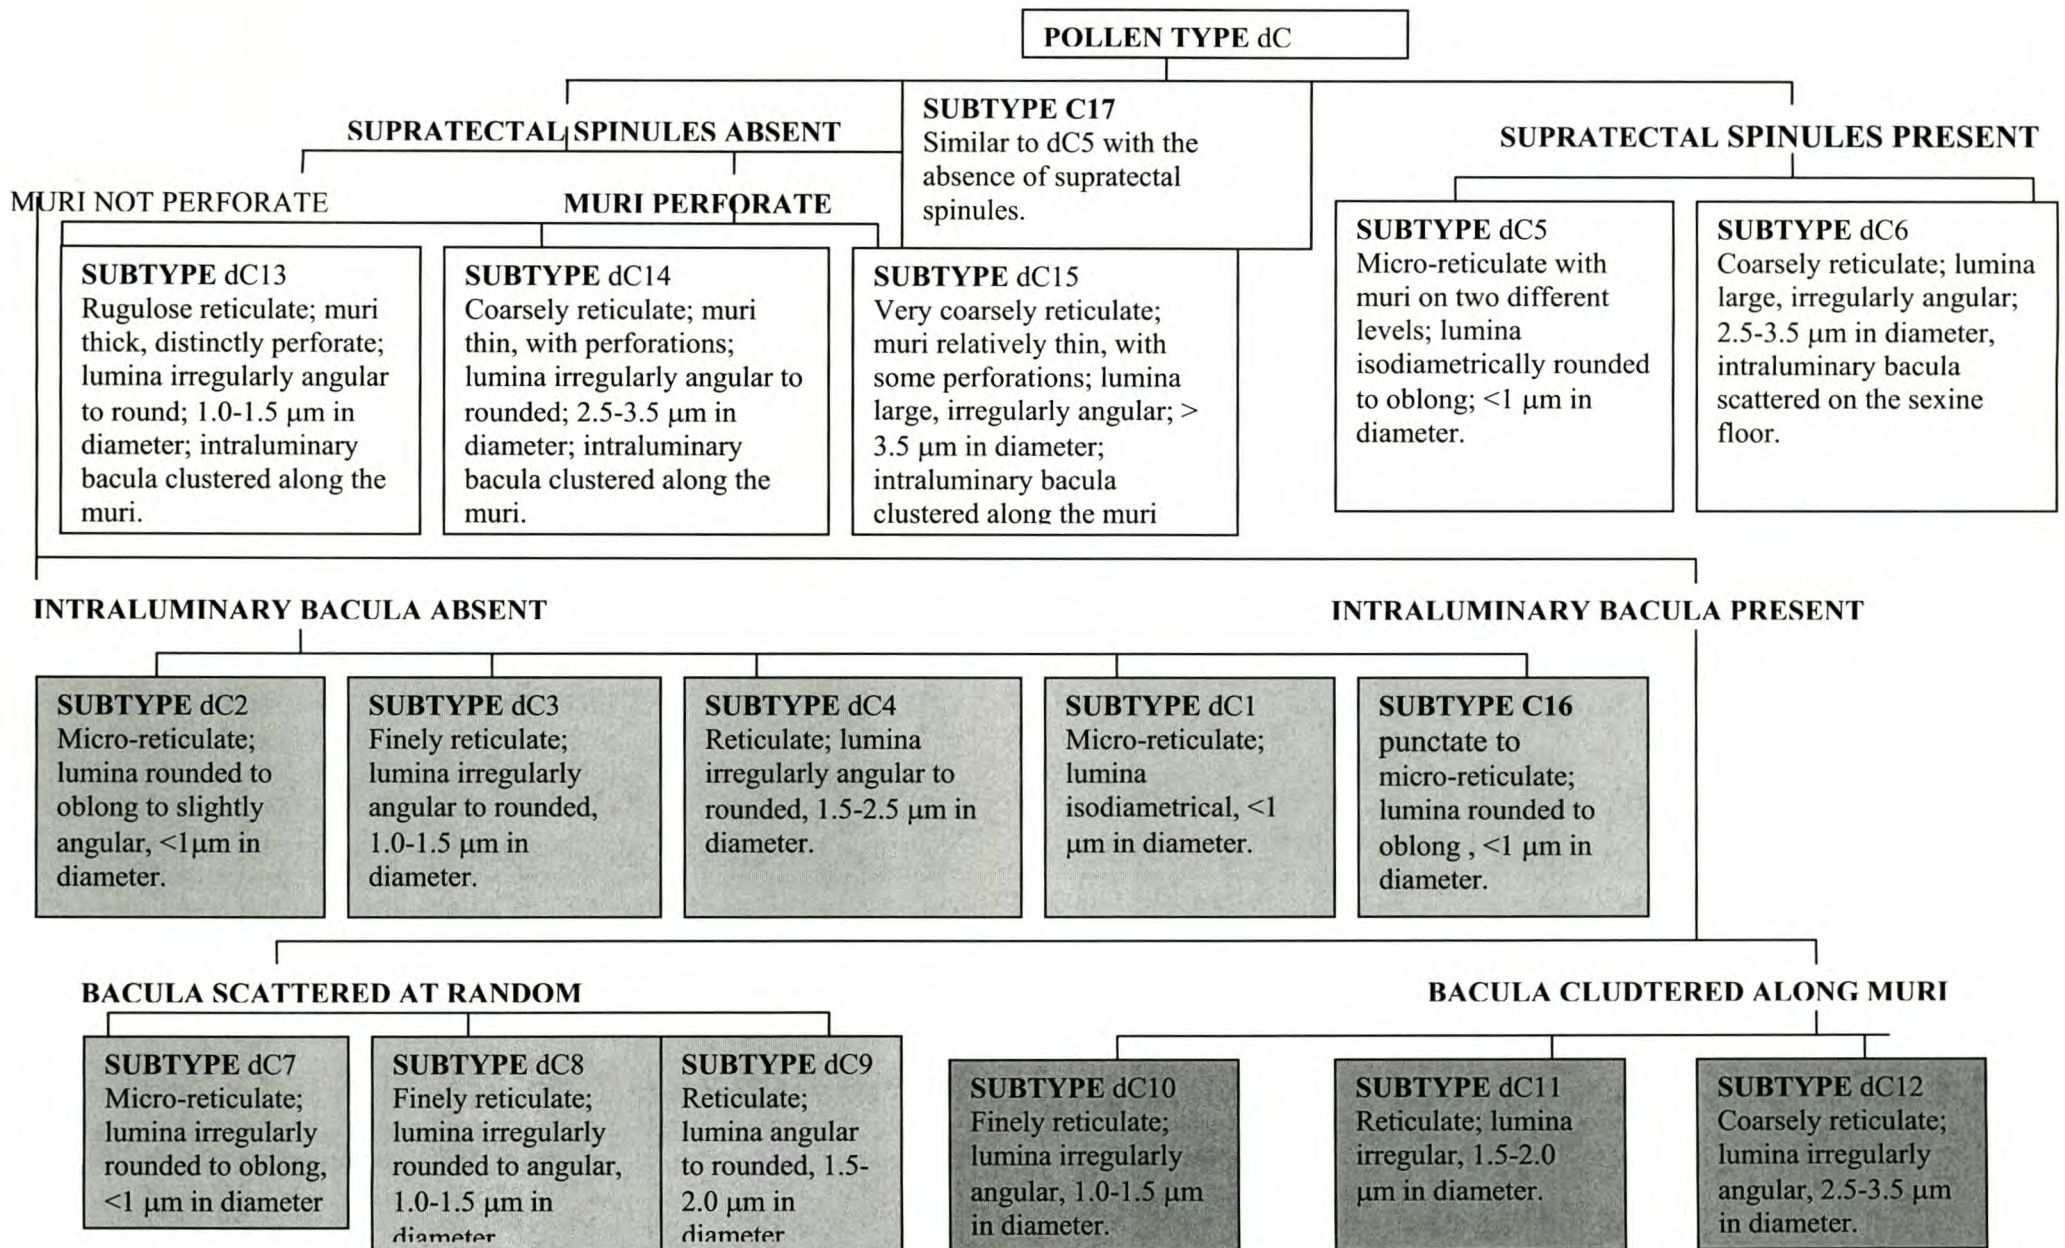 POLLEN TYPE dC
SUPRATECTAL SPINULES ABSENT
SUBTYPE C17
Similar to dC5 with the
absence of supratectal
spinules.
SUPRATECTAL SPINULES PRESENT
MURI NOT PERFORATE
MURI PERFORATE
SUBTYPE dC13
Rugulose reticulate; muri
thick, distinctly perforate;
lumina irregularly angular
to round; 1.0-1.5 μm in
diameter; intraluminary
bacula clustered along the
muri.
SUBTYPE dC14
Coarsely reticulate; muri
thin, with perforations;
lumina irregularly angular to
rounded; 2.5-3.5 μm in
diameter; intraluminary
bacula clustered along the
muri.
SUBTYPE dC15
Very coarsely reticulate;
muri relatively thin, with
some perforations; lumina
large, irregularly angular; >
3.5 μm in diameter;
intraluminary bacula
clustered along the muri
SUBTYPE dC5
Micro-reticulate with
muri on two different
levels; lumina
isodiametrically rounded
to oblong; <1 μm in
diameter.
SUBTYPE dC6
Coarsely reticulate; lumina
large, irregularly angular;
2.5-3.5 μm in diameter,
intraluminary bacula
scattered on the sexine
floor.
INTRALUMINARY BACULA ABSENT
INTRALUMINARY BACULA PRESENT
SUBTYPE dC2
Micro-reticulate;
lumina rounded to
oblong to slightly
angular, <1μm in
diameter.
SUBTYPE dC3
Finely reticulate;
lumina irregularly
angular to rounded,
1.0-1.5 μm in
diameter.
SUBTYPE dC4
Reticulate; lumina
irregularly angular to
rounded, 1.5-2.5 μm in
diameter.
SUBTYPE dC1
Micro-reticulate;
lumina
isodiametrical, <1
μm in diameter.
SUBTYPE C16
punctate to
micro-reticulate;
lumina rounded to
oblong , <1 μm in
diameter.
BACULA SCATTERED AT RANDOM
BACULA CLUDTERED ALONG MURI
SUBTYPE dC7
Micro-reticulate;
lumina irregularly
rounded to oblong,
<1 μm in diameter
SUBTYPE dC8
Finely reticulate;
lumina irregularly
rounded to angular,
1.0-1.5 μm in
diameter
SUBTYPE dC9
Reticulate;
lumina angular
to rounded, 1.5-
2.0 μm in
diameter
SUBTYPE dC10
Finely reticulate;
lumina irregularly
angular, 1.0-1.5 μm
in diameter.
SUBTYPE dC11
Reticulate; lumina
irregular, 1.5-2.0
μm in diameter.
SUBTYPE dC12
Coarsely reticulate;
lumina irregularly
angular, 2.5-3.5 μm
in diameter.